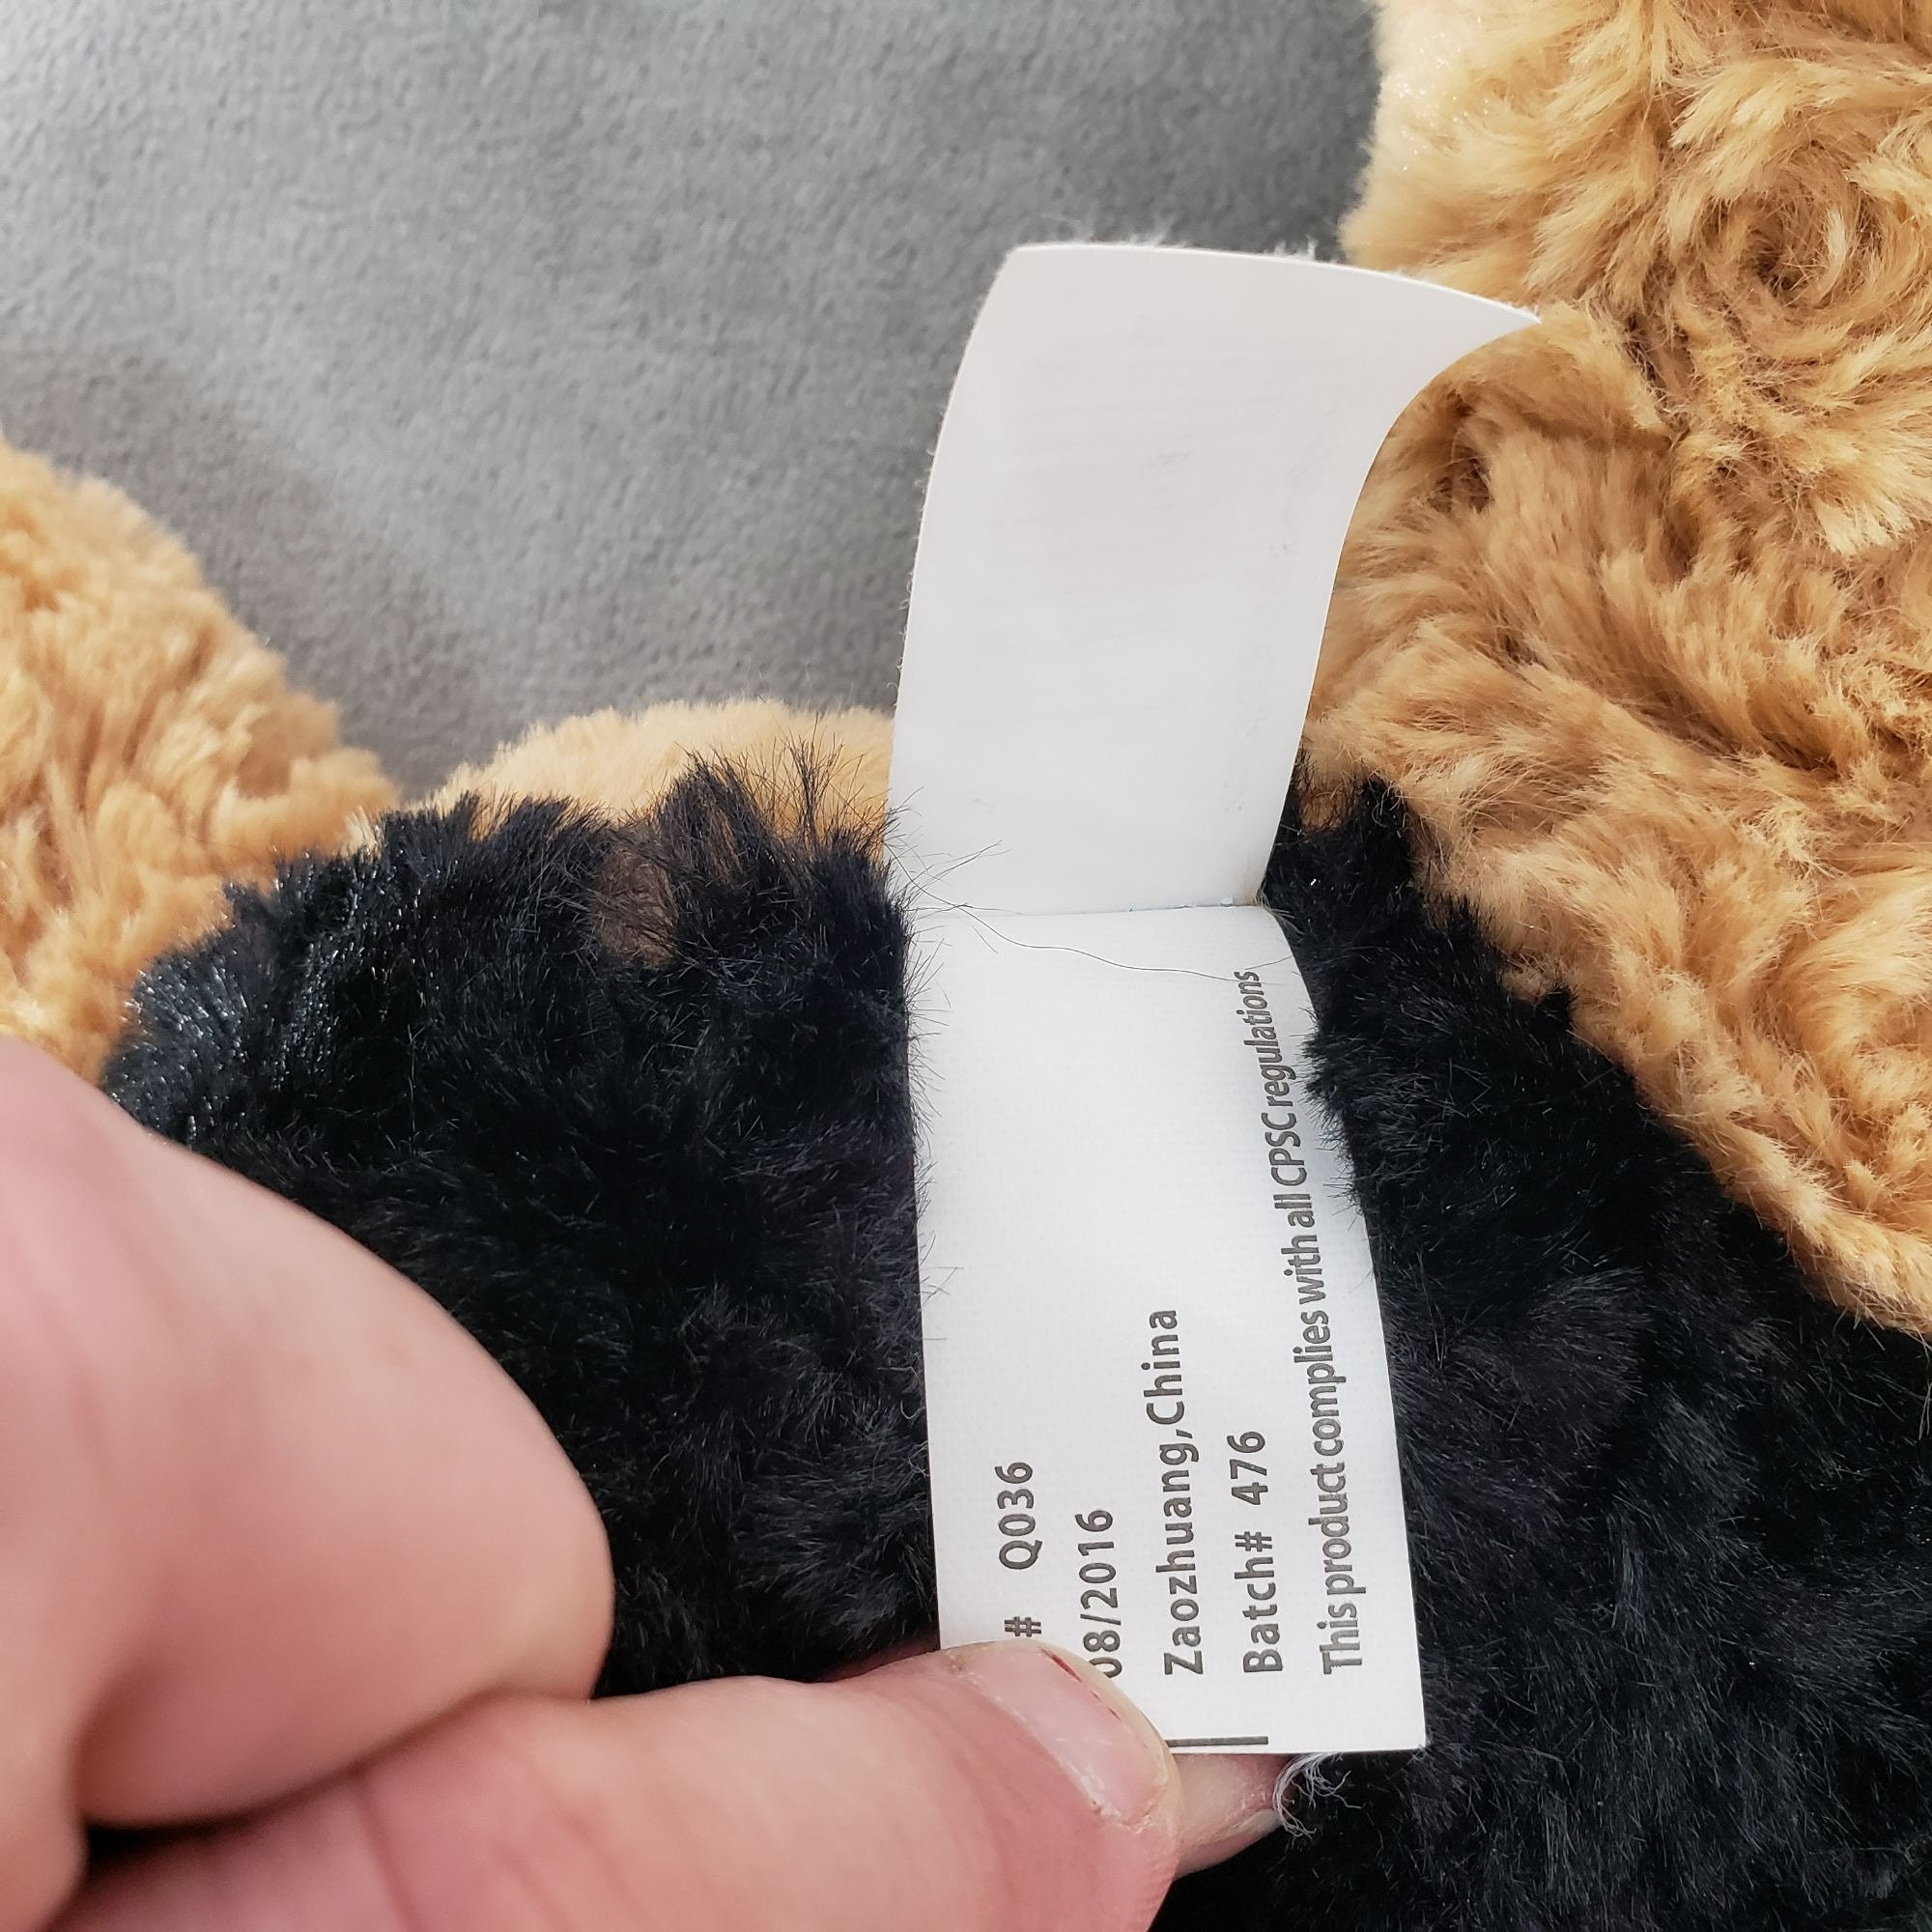 # Q036
08/2016
Zaozhuang,China
Batch# 476
This product complies with all CPSC regulations